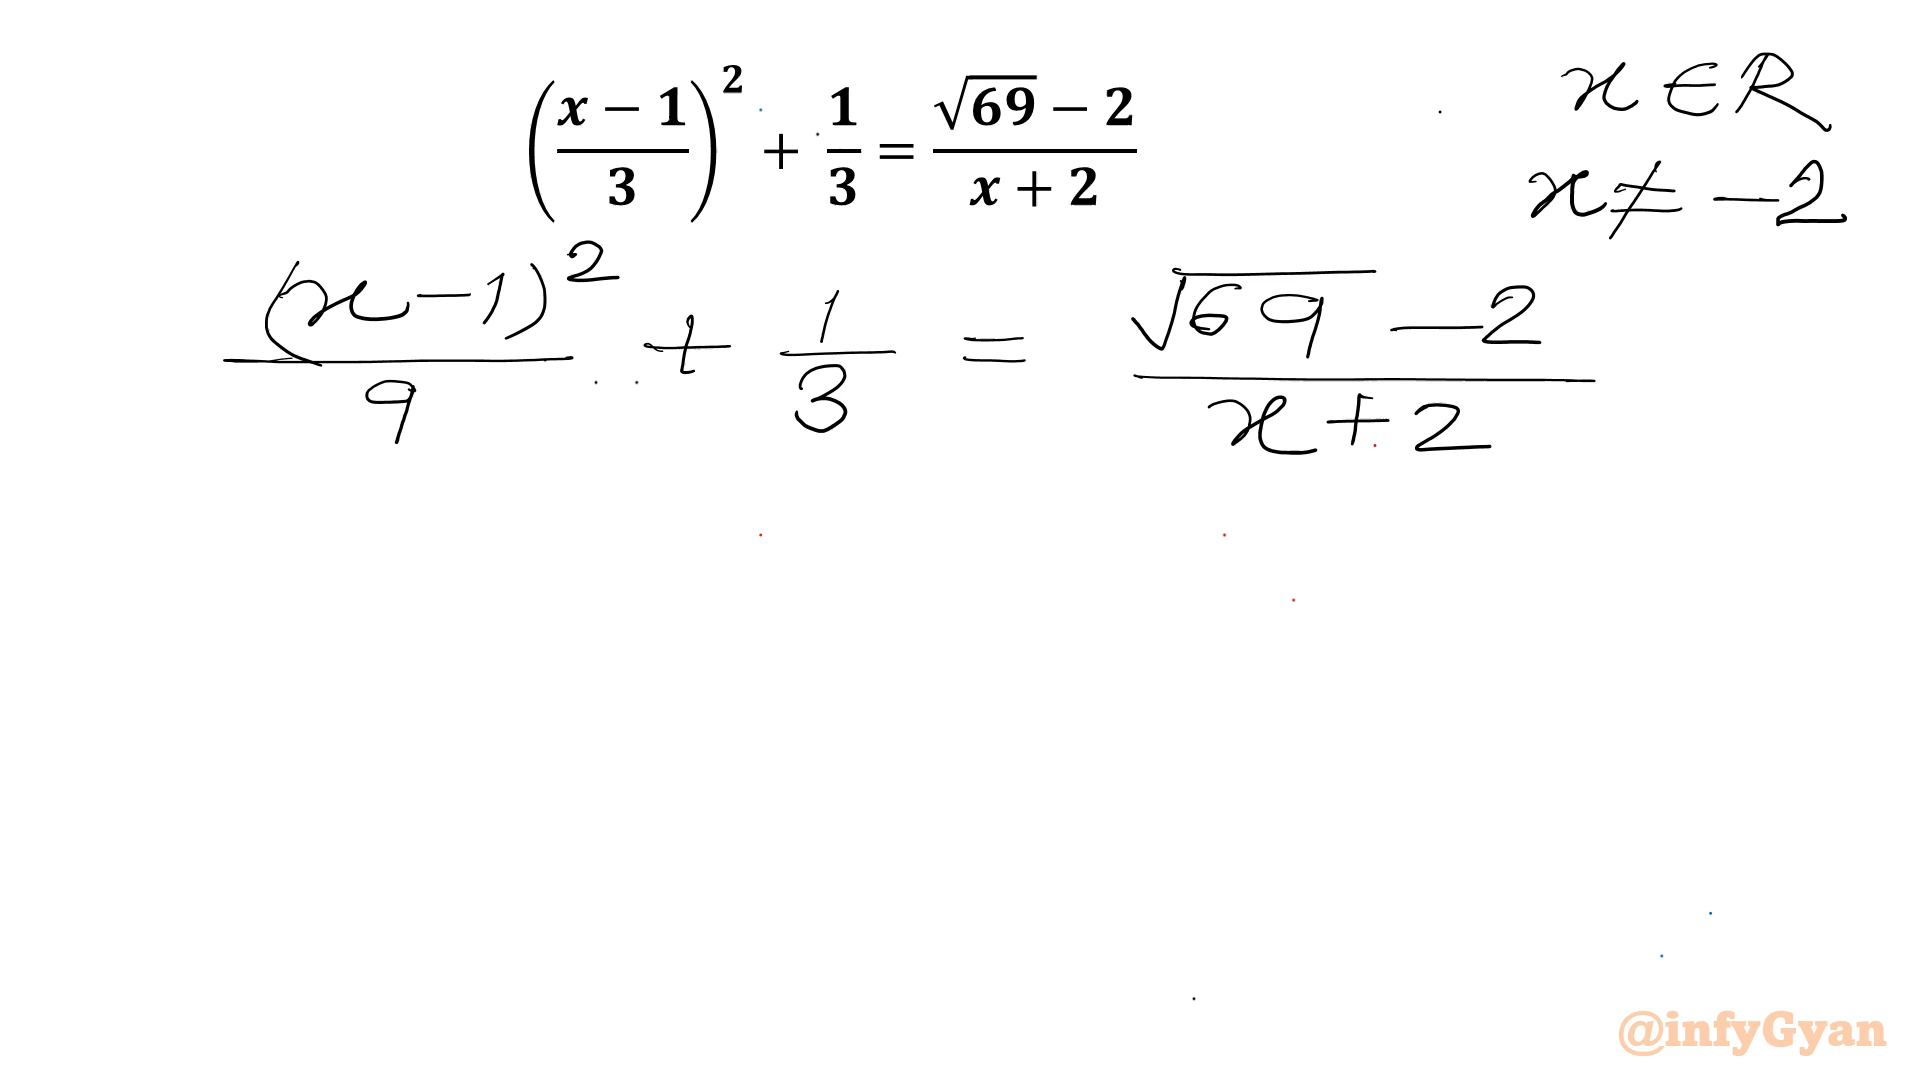 ((x − 1)/3)² + 1/3 = (√69 − 2)/(x + 2)
x ∈ R
x ≠ −2
(x − 1)²/9 + 1/3 = (√69 − 2)/(x + 2)
@infyGyan